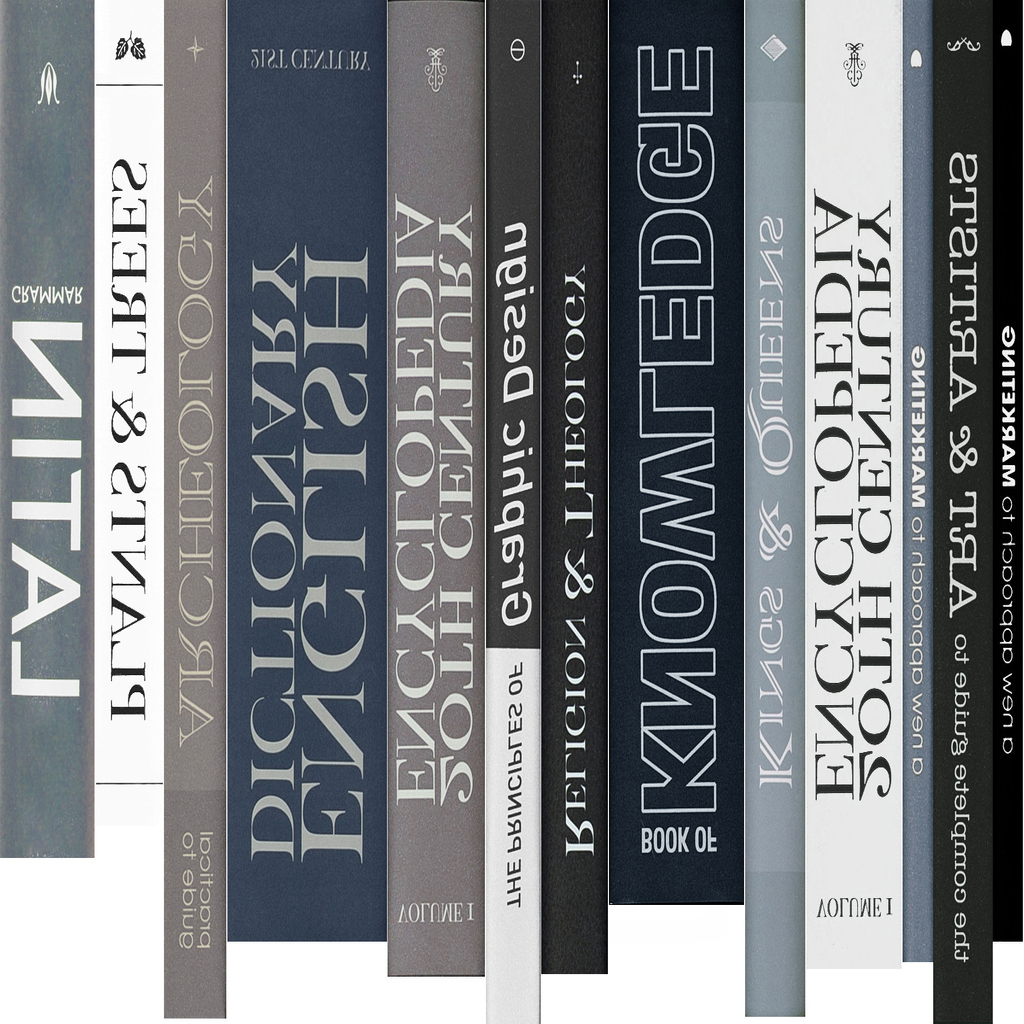 GRAMMAR
LATIN
PLANTS & TREES
guide to
practical
ARCHEOLOGY
21ST CENTURY
DICTIONARY
ENGLISH
ENCYCLOPEDIA
20TH CENTURY
VOLUME I
THE PRINCIPLES OF
Graphic Design
RELIGION & THEOLOGY
BOOK OF
KNOWLEDGE
KINGS & QUEENS
ENCYCLOPEDIA
20TH CENTURY
VOLUME I
a new approach to
MARKETING
the complete guide to
ART & ARTISTS
a new approach to
MARKETING